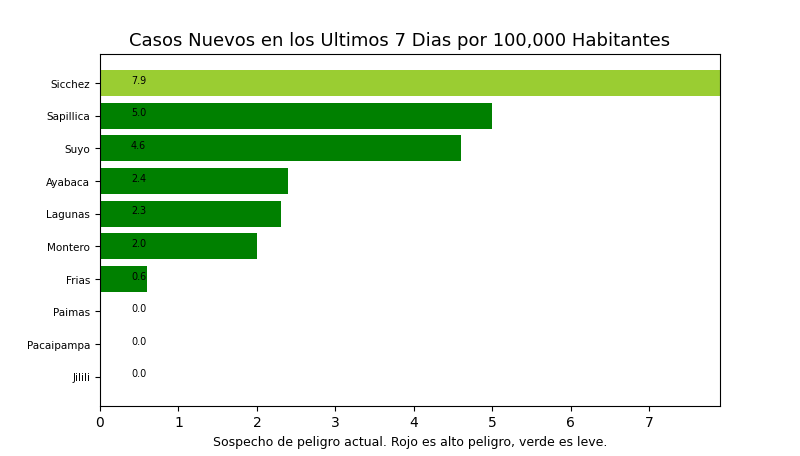 Casos Nuevos en los Ultimos 7 Dias por 100,000 Habitantes
Sicchez 7.9
Sapillica 5.0
Suyo 4.6
Ayabaca 2.4
Lagunas 2.3
Montero 2.0
Frias 0.6
Paimas 0.0
Pacaipampa 0.0
Jilili 0.0
0 1 2 3 4 5 6 7
Sospecho de peligro actual. Rojo es alto peligro, verde es leve.